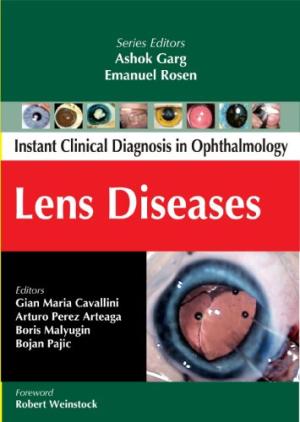 Series Editors
Ashok Garg
Emanuel Rosen
Instant Clinical Diagnosis in Ophthalmology
Lens Diseases
Editors
Gian Maria Cavallini
Arturo Perez Arteaga
Boris Malyugin
Bojan Pajic
Foreword
Robert Weinstock